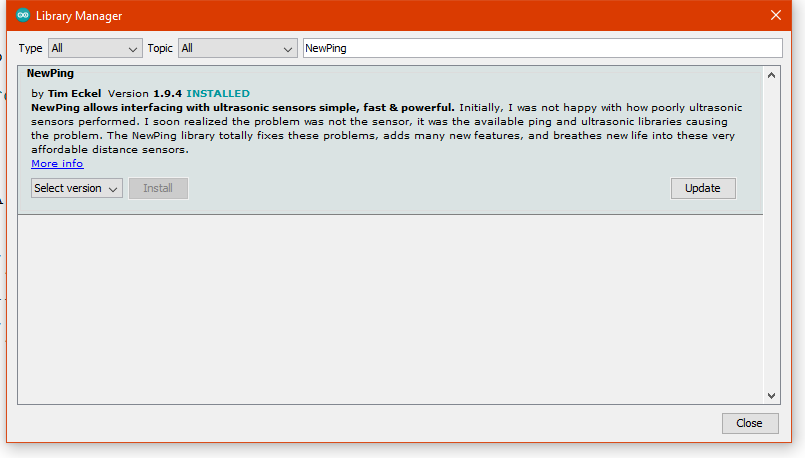 Library Manager
Type All Topic All NewPing
NewPing
by Tim Eckel Version 1.9.4 INSTALLED
NewPing allows interfacing with ultrasonic sensors simple, fast & powerful. Initially, I was not happy with how poorly ultrasonic
sensors performed. I soon realized the problem was not the sensor, it was the available ping and ultrasonic libraries causing
the problem. The NewPing library totally fixes these problems, adds many new features, and breathes new life into these very
affordable distance sensors.
More info
Select version Install Update
Close